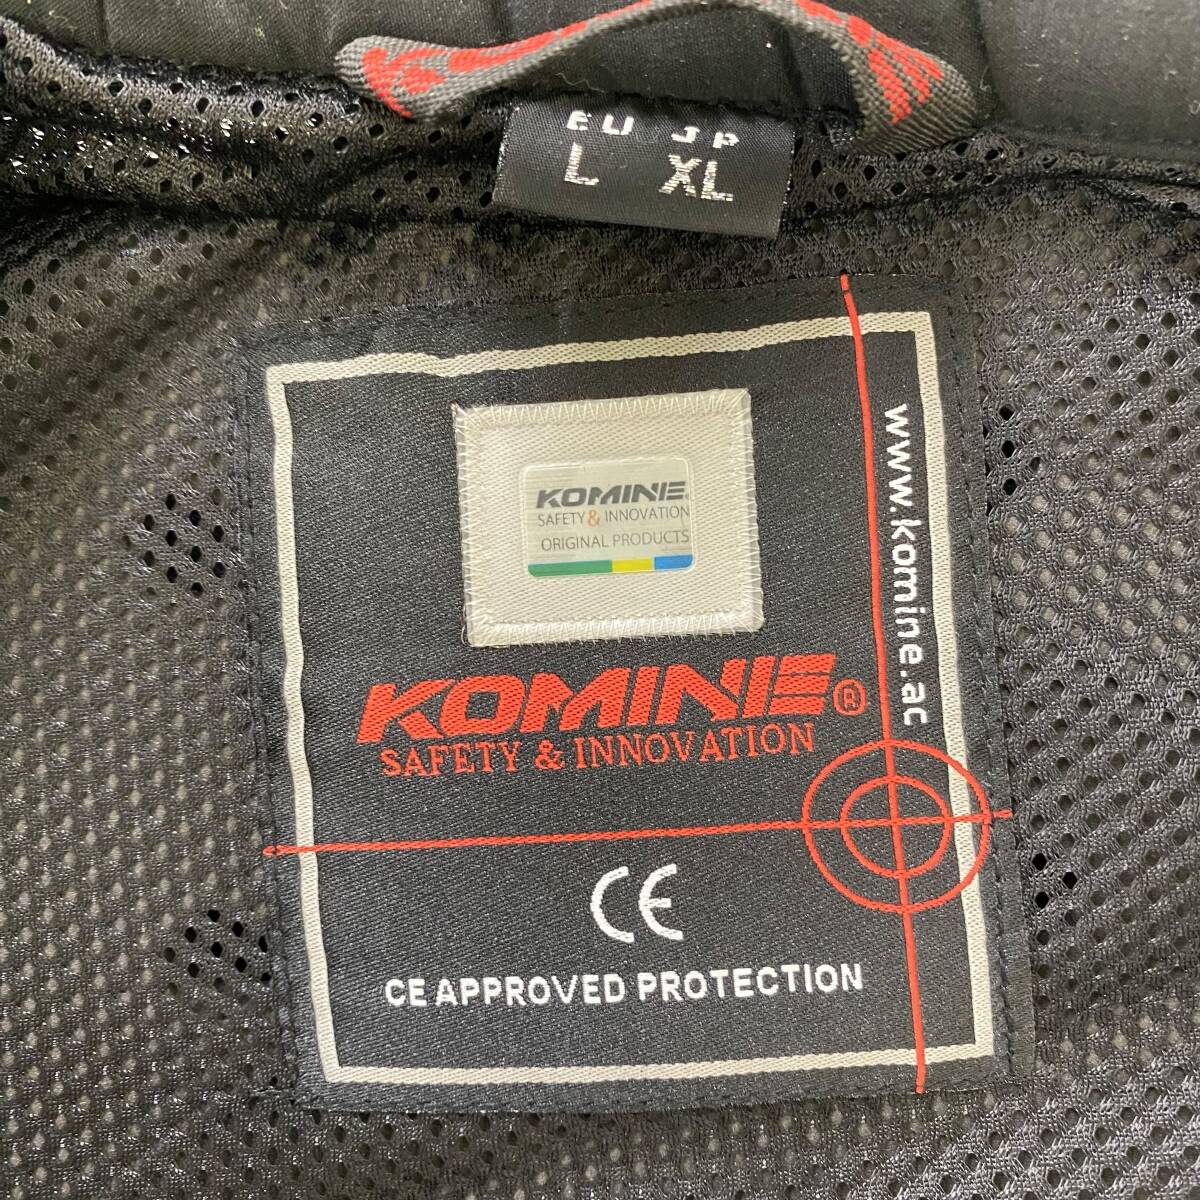 EU JP
L XL
www.komine.ac
KOMINE
SAFETY & INNOVATION
ORIGINAL PRODUCTS
KOMINE®
SAFETY & INNOVATION
CE
CE APPROVED PROTECTION